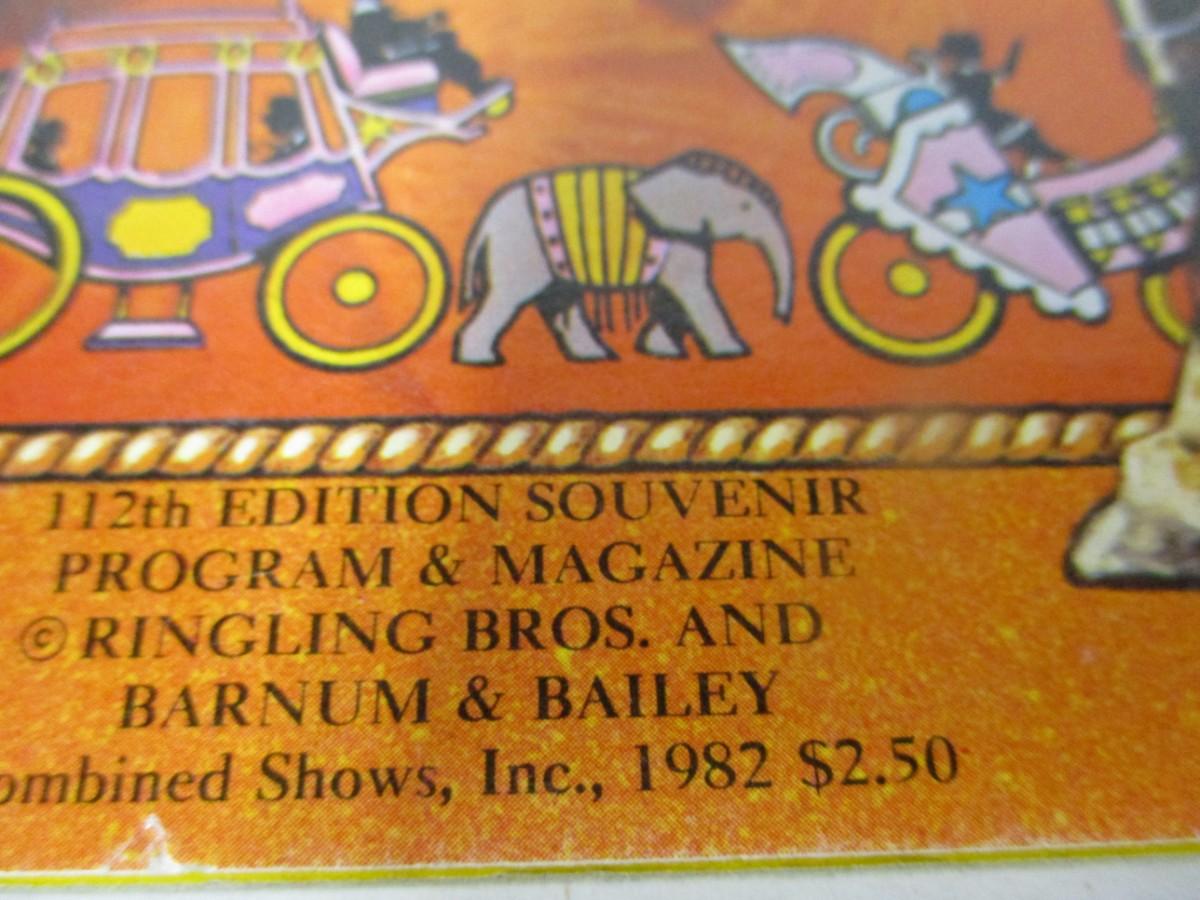 112th EDITION SOUVENIR
PROGRAM & MAGAZINE
©RINGLING BROS. AND
BARNUM & BAILEY
ombined Shows, Inc., 1982 $2.50